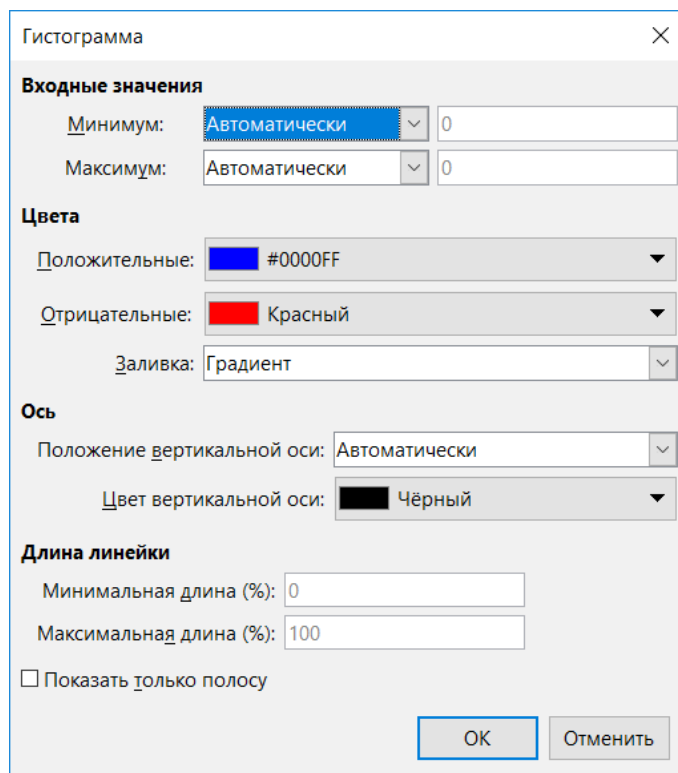 Гистограмма
Входные значения
Минимум: Автоматически 0
Максимум: Автоматически 0
Цвета
Положительные: #0000FF
Отрицательные: Красный
Заливка: Градиент
Ось
Положение вертикальной оси: Автоматически
Цвет вертикальной оси: Чёрный
Длина линейки
Минимальная длина (%): 0
Максимальная длина (%): 100
Показать только полосу
ОК Отменить